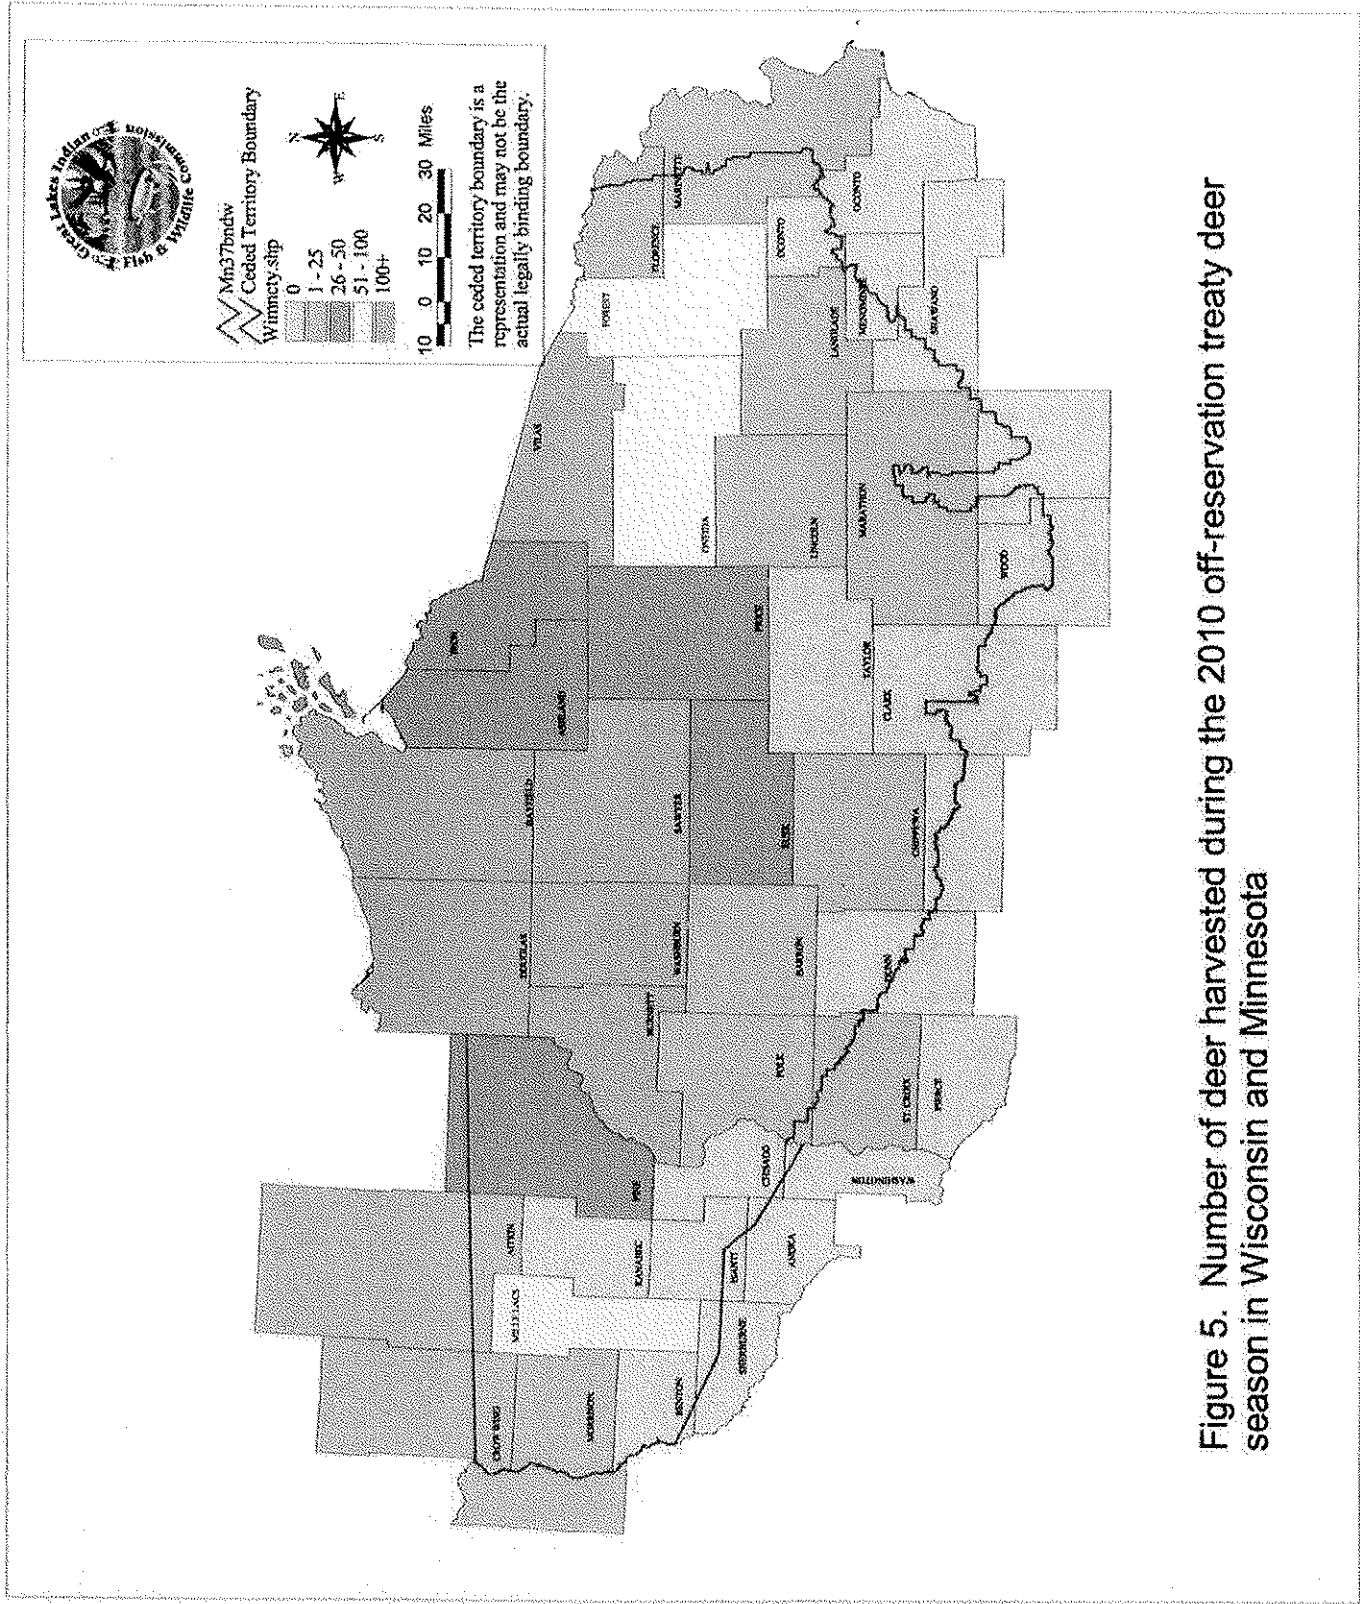 Great Lakes Indian
Fish & Wildlife Commission
Mn37bndw
Ceded Territory Boundary
Winncty.shp
0
1 - 25
26 - 50
51 - 100
100+
N
W
E
S
10 0 10 20 30 Miles
The ceded territory boundary is a
representation and may not be the
actual legally binding boundary.
CROW WING
AITKIN
MORRISON
MILLE LACS
KANABEC
PINE
BENTON
ISANTI
CHISAGO
SHERBURNE
ANOKA
WASHINGTON
DOUGLAS
BAYFIELD
ASHLAND
IRON
VILAS
FOREST
FLORENCE
MARINETTE
BURNETT
WASHBURN
SAWYER
PRICE
ONEIDA
POLK
BARRON
RUSK
TAYLOR
LINCOLN
LANGLADE
OCONTO
OCONTO
MENOMINEE
ST. CROIX
DUNN
CHIPPEWA
CLARK
MARATHON
SHAWANO
PIERCE
WOOD
Figure 5. Number of deer harvested during the 2010 off-reservation treaty deer
season in Wisconsin and Minnesota